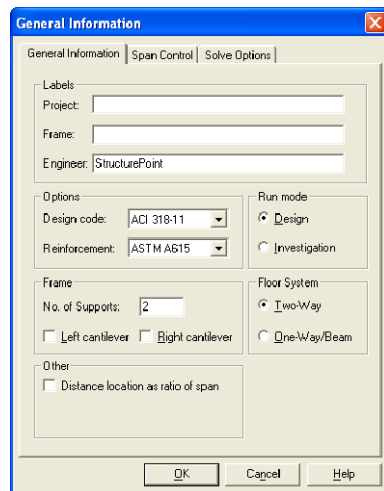 General Information
General Information Span Control Solve Options
Labels
Project:
Frame:
Engineer: StructurePoint
Options
Design code: ACI 318-11
Reinforcement: ASTM A615
Run mode
Design
Investigation
Frame
No. of Supports: 2
Left cantilever Right cantilever
Floor System
Two-Way
One-Way/Beam
Other
Distance location as ratio of span
OK Cancel Help